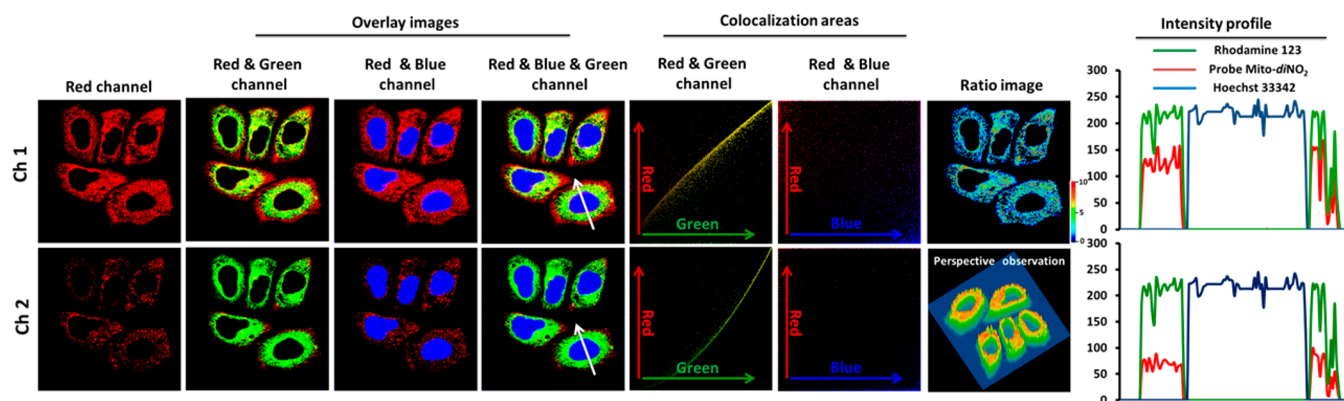 Overlay images
Colocalization areas
Intensity profile
Red channel
Red & Green
channel
Red & Blue
channel
Red & Blue & Green
channel
Red & Green
channel
Red & Blue
channel
Ratio image
Rhodamine 123
Probe Mito-diNO2
Hoechst 33342
Ch 1
Red
Green
Red
Blue
10
5
0
300
250
200
150
100
50
0
Ch 2
Red
Green
Red
Blue
Perspective observation
300
250
200
150
100
50
0